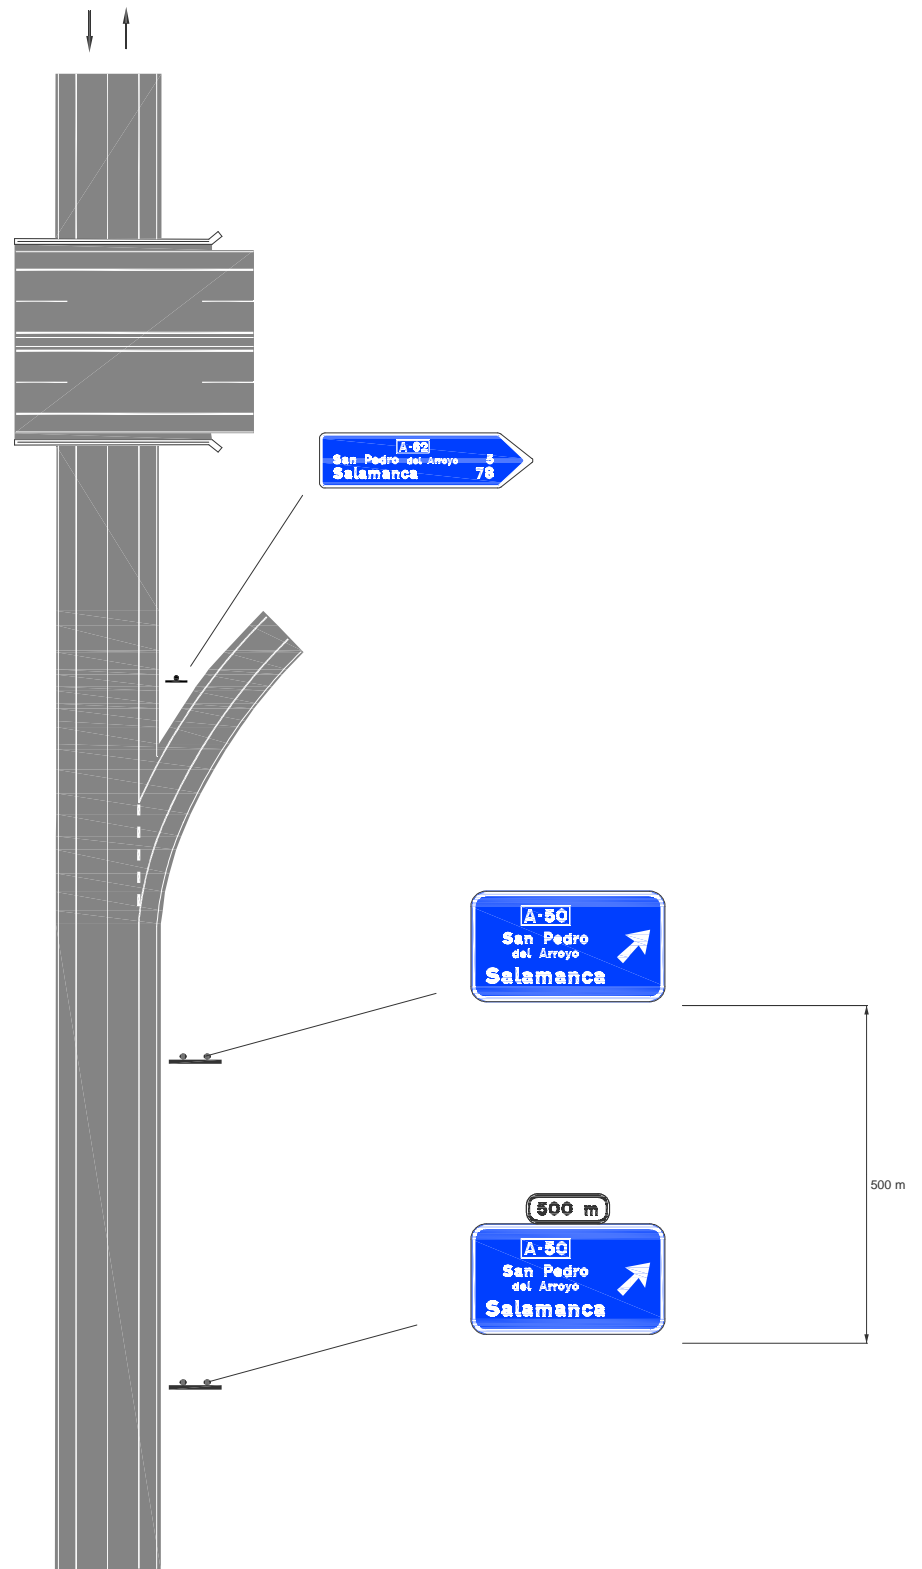 A-62
San Pedro del Arroyo 5
Salamanca 78
A-50
San Pedro
del Arroyo
Salamanca
500 m
500 m
A-50
San Pedro
del Arroyo
Salamanca